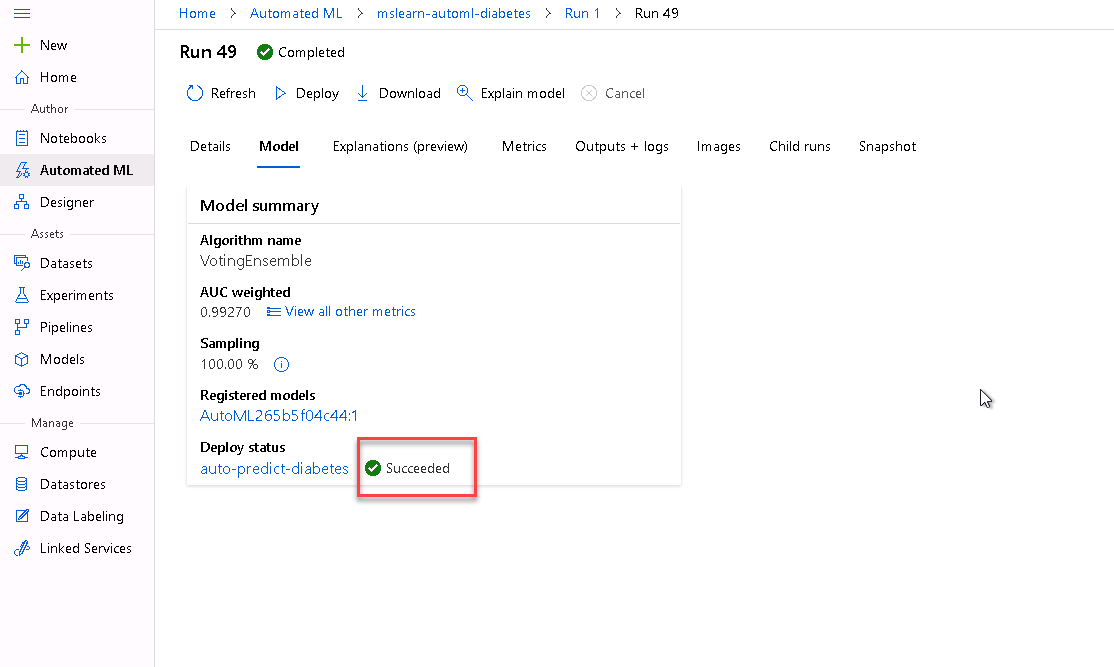 Home > Automated ML > mslearn-automl-diabetes > Run 1 > Run 49
New
Home
Author
Notebooks
Automated ML
Designer
Assets
Datasets
Experiments
Pipelines
Models
Endpoints
Manage
Compute
Datastores
Data Labeling
Linked Services
Run 49 Completed
Refresh Deploy Download Explain model Cancel
Details Model Explanations (preview) Metrics Outputs + logs Images Child runs Snapshot
Model summary
Algorithm name
VotingEnsemble
AUC weighted
0.99270 View all other metrics
Sampling
100.00 %
Registered models
AutoML265b5f04c44:1
Deploy status
auto-predict-diabetes Succeeded